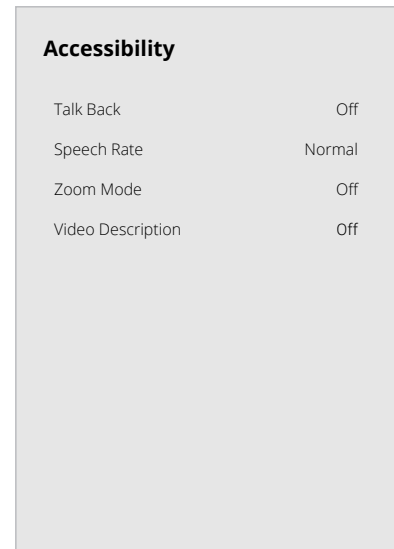 Accessibility
Talk Back Off
Speech Rate Normal
Zoom Mode Off
Video Description Off